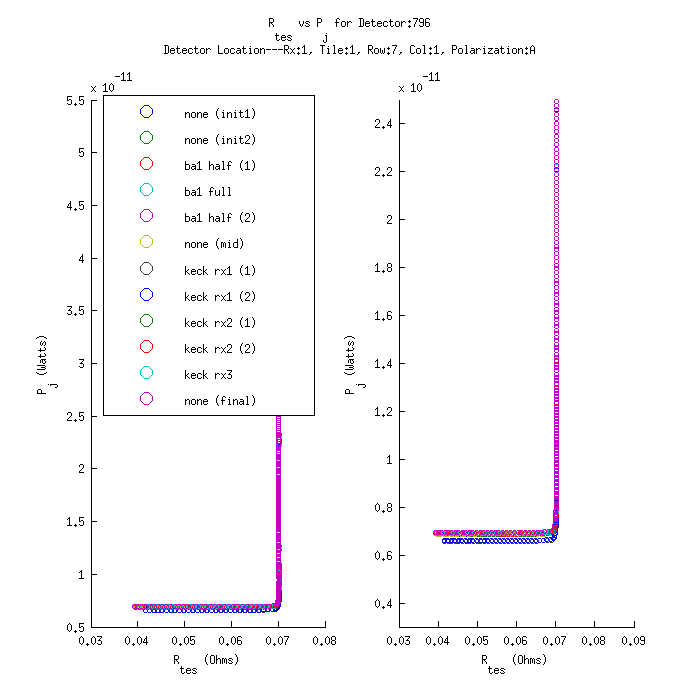 R_tes vs P_j for Detector:796
Detector Location---Rx:1, Tile:1, Row:7, Col:1, Polarization:A
x 10^-11
5.5
5
4.5
4
3.5
3
2.5
2
1.5
1
0.5
0.03 0.04 0.05 0.06 0.07 0.08
P_j (Watts)
R_tes (Ohms)
none (init1)
none (init2)
ba1 half (1)
ba1 full
ba1 half (2)
none (mid)
keck rx1 (1)
keck rx1 (2)
keck rx2 (1)
keck rx2 (2)
keck rx3
none (final)
x 10^-11
2.4
2.2
2
1.8
1.6
1.4
1.2
1
0.8
0.6
0.4
0.03 0.04 0.05 0.06 0.07 0.08 0.09
P_j (Watts)
R_tes (Ohms)